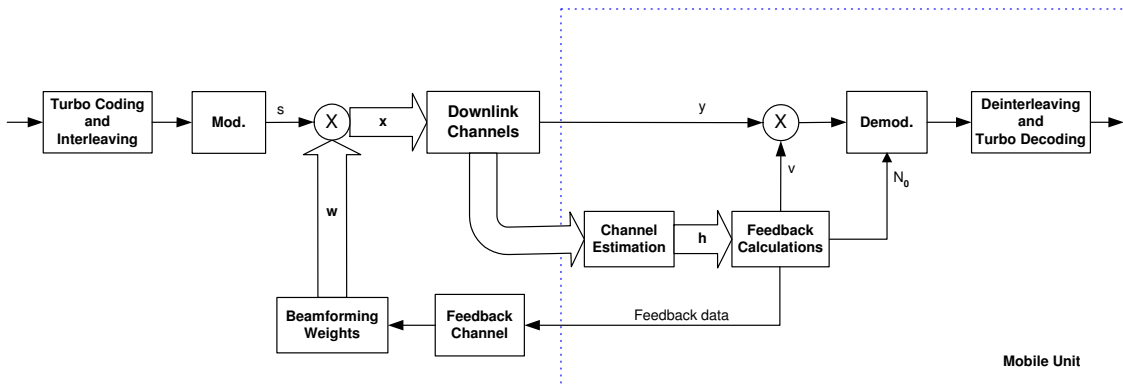 Turbo Coding
and
Interleaving
Mod.
s
X
x
Downlink
Channels
y
X
Demod.
Deinterleaving
and
Turbo Decoding
w
v
N0
Channel
Estimation
h
Feedback
Calculations
Beamforming
Weights
Feedback
Channel
Feedback data
Mobile Unit